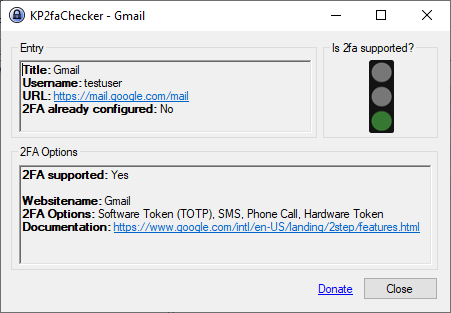 KP2faChecker - Gmail
Entry
Title: Gmail
Username: testuser
URL: https://mail.google.com/mail
2FA already configured: No
Is 2fa supported?
2FA Options
2FA supported: Yes
Websitename: Gmail
2FA Options: Software Token (TOTP), SMS, Phone Call, Hardware Token
Documentation: https://www.google.com/intl/en-US/landing/2step/features.html
Donate
Close